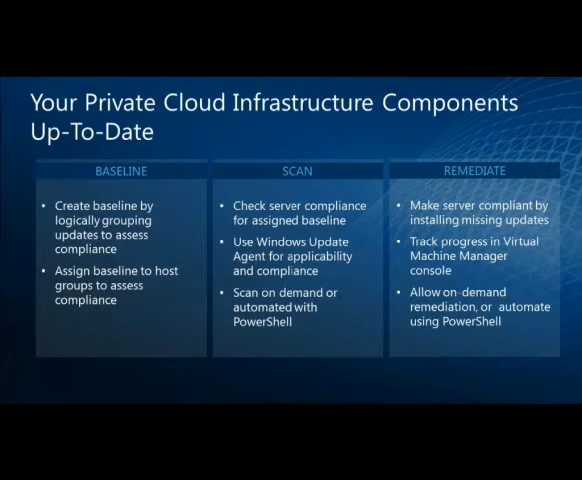 Your Private Cloud Infrastructure Components
Up-To-Date
BASELINE
• Create baseline by
logically grouping
updates to assess
compliance
• Assign baseline to host
groups to assess
compliance
SCAN
• Check server compliance
for assigned baseline
• Use Windows Update
Agent for applicability
and compliance
• Scan on demand or
automated with
PowerShell
REMEDIATE
• Make server compliant by
installing missing updates
• Track progress in Virtual
Machine Manager
console
• Allow on-demand
remediation, or automate
using PowerShell